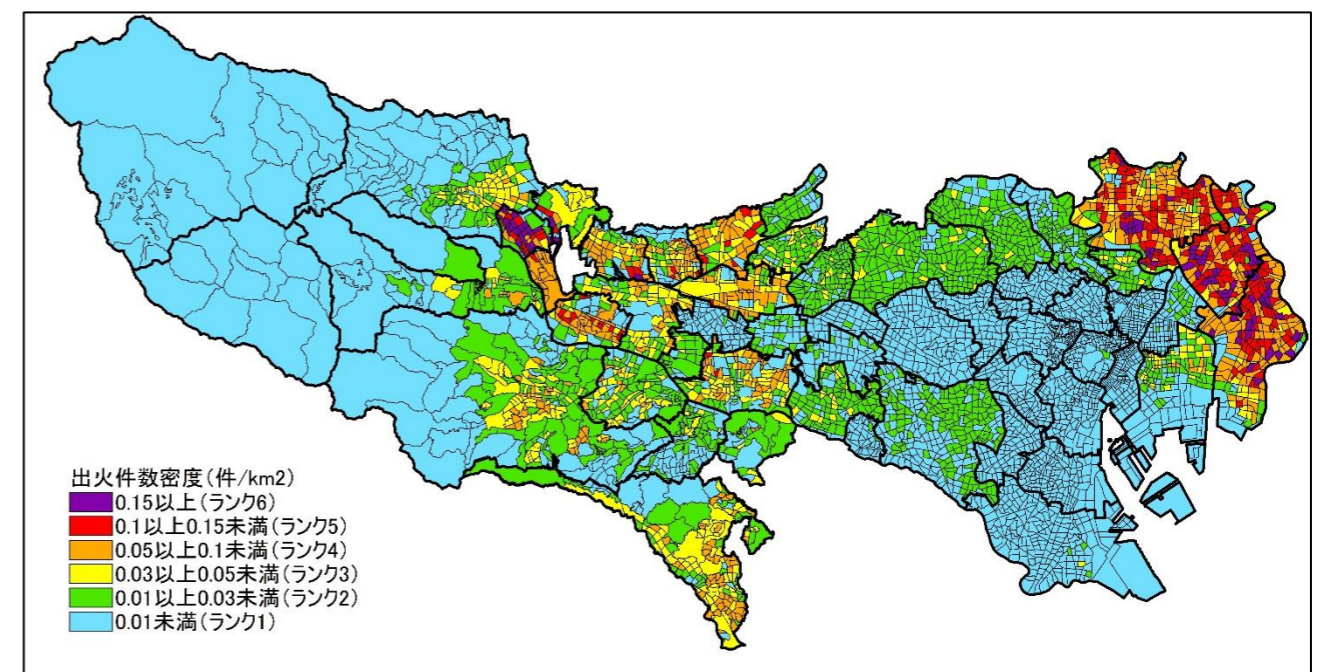 出火件数密度(件/km2)
0.15以上(ランク6)
0.1以上0.15未満(ランク5)
0.05以上0.1未満(ランク4)
0.03以上0.05未満(ランク3)
0.01以上0.03未満(ランク2)
0.01未満(ランク1)